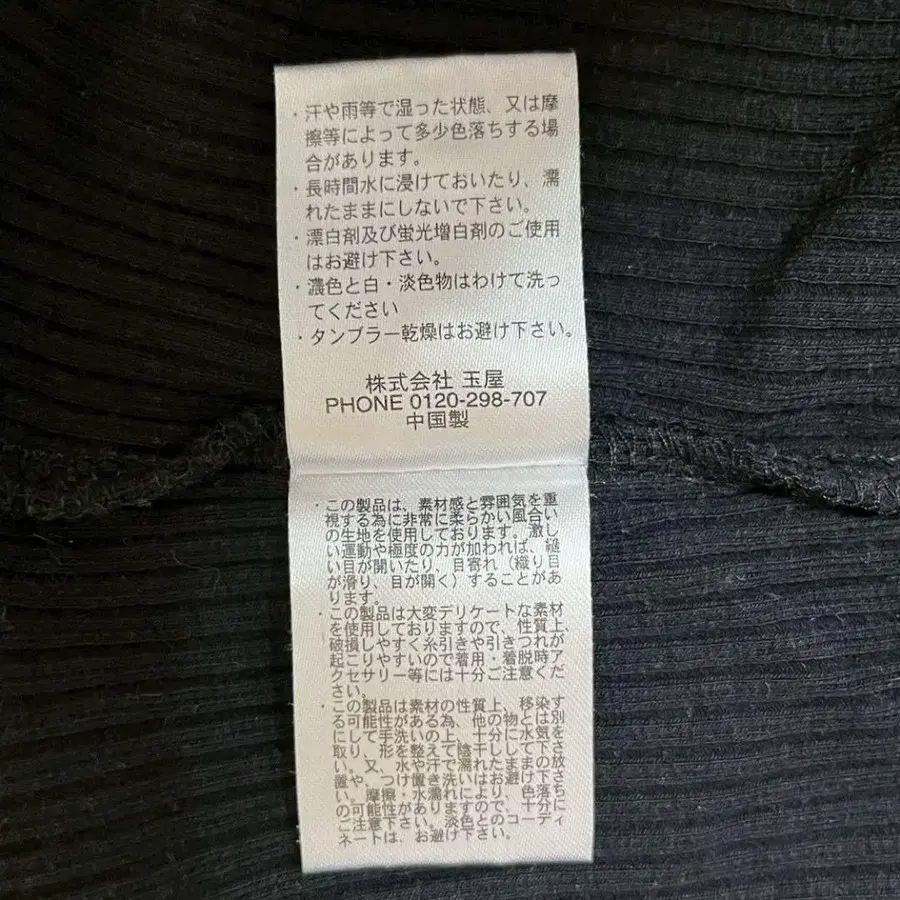 ・汗や雨等で湿った状態、又は摩
擦等によって多少色落ちする場
合があります。
・長時間水に浸けておいたり、濡
れたままにしないで下さい。
・漂白剤及び蛍光増白剤のご使用
はお避け下さい。
・濃色と白・淡色物はわけて洗っ
てください
・タンブラー乾燥はお避け下さい。
株式会社 玉屋
PHONE 0120-298-707
中国製
・この製品は、素材感と雰囲気を重
視する為に非常に柔らかい風合い
の生地を使用しております。激し
い運動や極度の力が加われば、縫
い目が開いたり、目寄れ（織り目
が滑り、目が開く）することがあ
ります。
・この製品は大変デリケートな素材
を使用しておりますので、性質上、
破損しやすく糸引きや引きつれが
起こりやすいので着用・着脱時ア
クセサリー等には十分ご注意くだ
さい。
・この製品は素材の性質上、移染す
る可能性がある為、他の物とは別
にして手洗いの上、十分に水気を
取り、形を整えて陰干しして下さ
い。又、水や汗で濡れたままの放
置や、つけ置き洗いはお避け下さ
い。摩擦・水濡れにより、色落ち
の可能性がありますので、十分に
ご注意下さい。淡色とのコーディ
ネートは、お避け下さい。